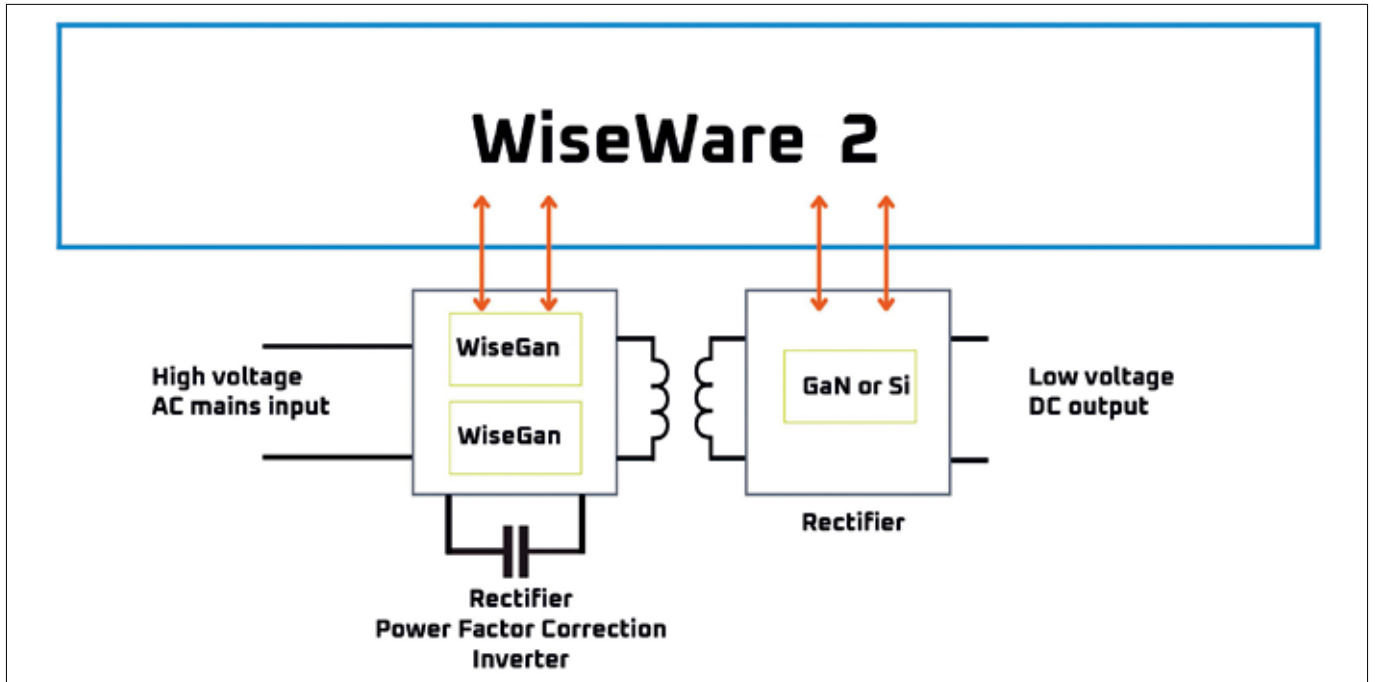 WiseWare 2
WiseGan
WiseGan
GaN or Si
High voltage
AC mains input
Low voltage
DC output
Rectifier
Rectifier
Power Factor Correction
Inverter